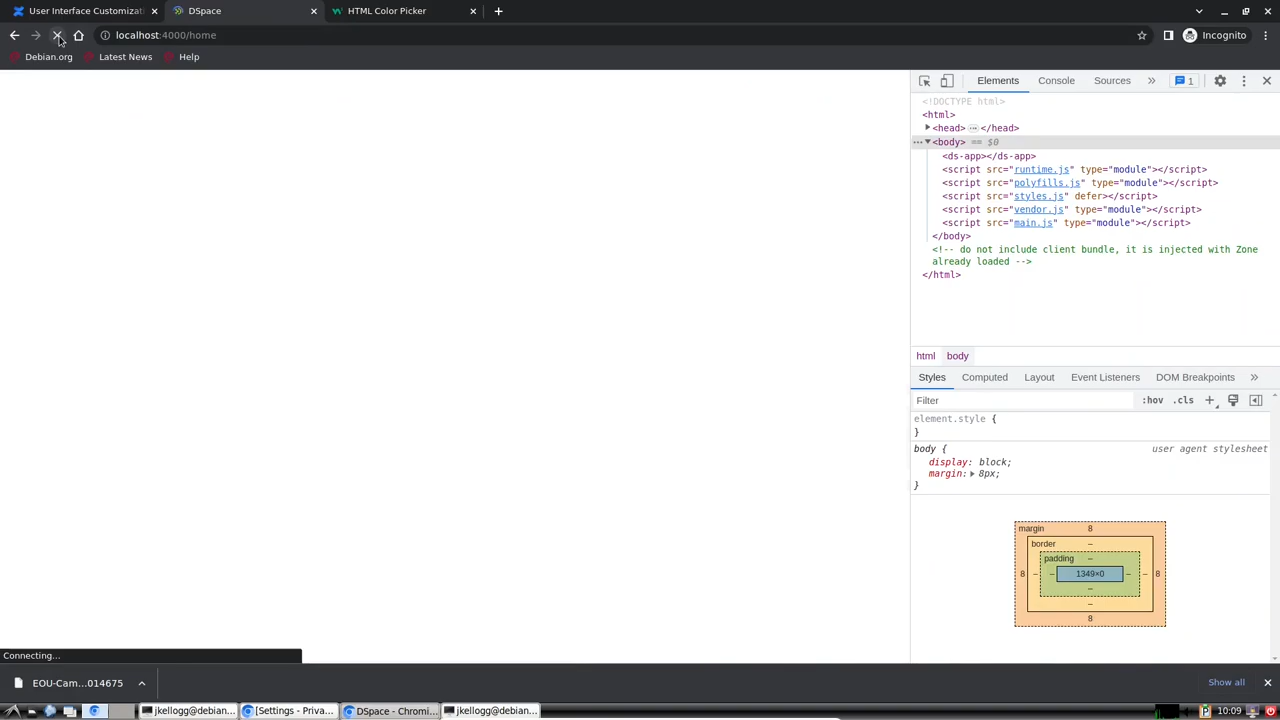 User Interface Customizati
DSpace
HTML Color Picker
localhost:4000/home
Incognito
Debian.org
Latest News
Help
Elements
Console
Sources
1
<!DOCTYPE html>
<html>
<head> ⋯ </head>
<body> == $0
<ds-app></ds-app>
<script src="runtime.js" type="module"></script>
<script src="polyfills.js" type="module"></script>
<script src="styles.js" defer></script>
<script src="vendor.js" type="module"></script>
<script src="main.js" type="module"></script>
</body>
<!-- do not include client bundle, it is injected with Zone
already loaded -->
</html>
html body
Styles
Computed
Layout
Event Listeners
DOM Breakpoints
Filter
:hov .cls
element.style {
}
body { user agent stylesheet
display: block;
margin: 8px;
}
margin 8
border –
padding –
8 – – 1349×0 – – 8
–
–
8
Connecting...
EOU-Cam....014675
Show all
jkellogg@debian...
[Settings - Priva...
DSpace - Chromi...
jkellogg@debian...
10:09